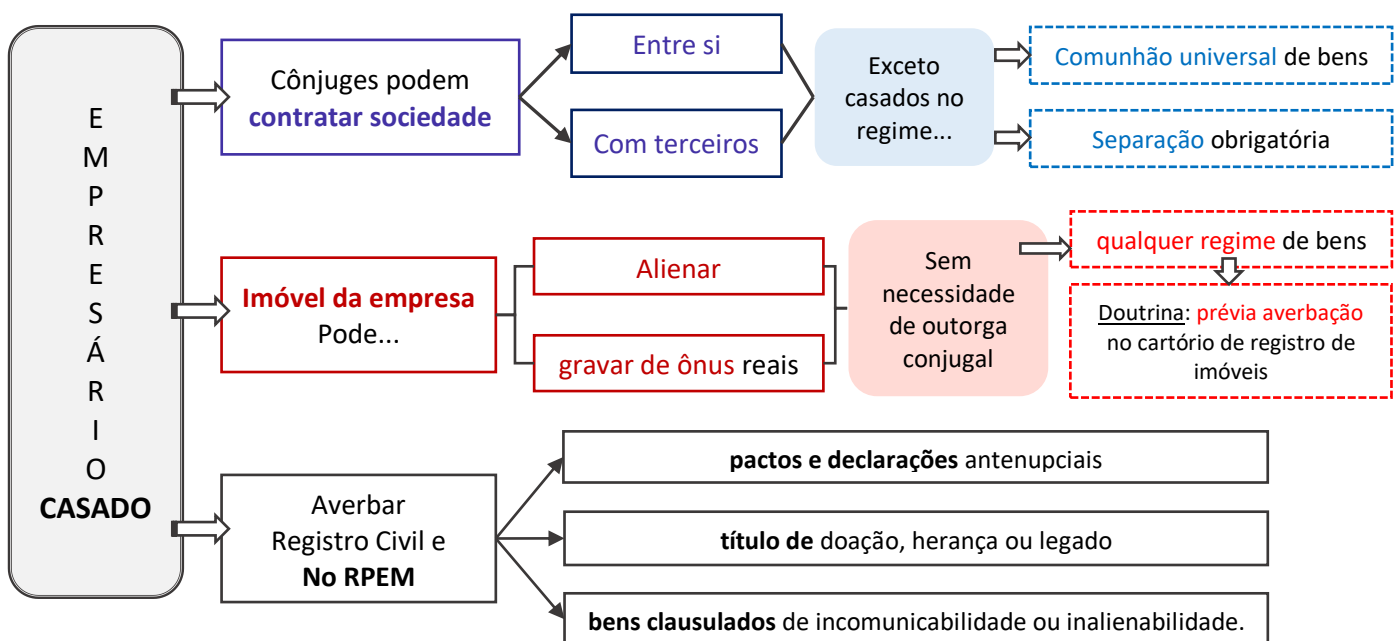 E
M
P
R
E
S
Á
R
I
O
CASADO
Cônjuges podem
contratar sociedade
Entre si
Com terceiros
Exceto
casados no
regime...
Comunhão universal de bens
Separação obrigatória
Imóvel da empresa
Pode...
Alienar
gravar de ônus reais
Sem
necessidade
de outorga
conjugal
qualquer regime de bens
Doutrina: prévia averbação
no cartório de registro de
imóveis
Averbar
Registro Civil e
No RPEM
pactos e declarações antenupciais
título de doação, herança ou legado
bens clausulados de incomunicabilidade ou inalienabilidade.